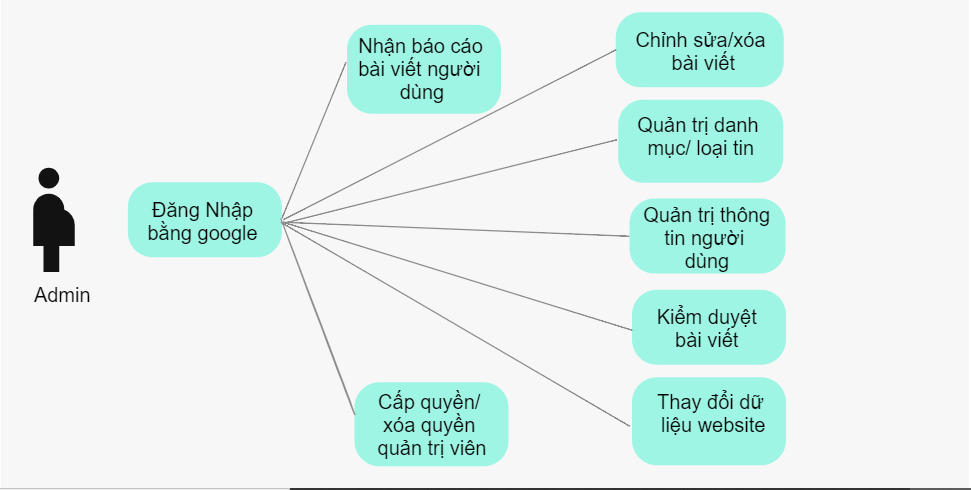 Admin
Đăng Nhập
bằng google
Nhận báo cáo
bài viết người
dùng
Chỉnh sửa/xóa
bài viết
Quản trị danh
mục/ loại tin
Quản trị thông
tin người
dùng
Kiểm duyệt
bài viết
Thay đổi dữ
liệu website
Cấp quyền/
xóa quyền
quản trị viên